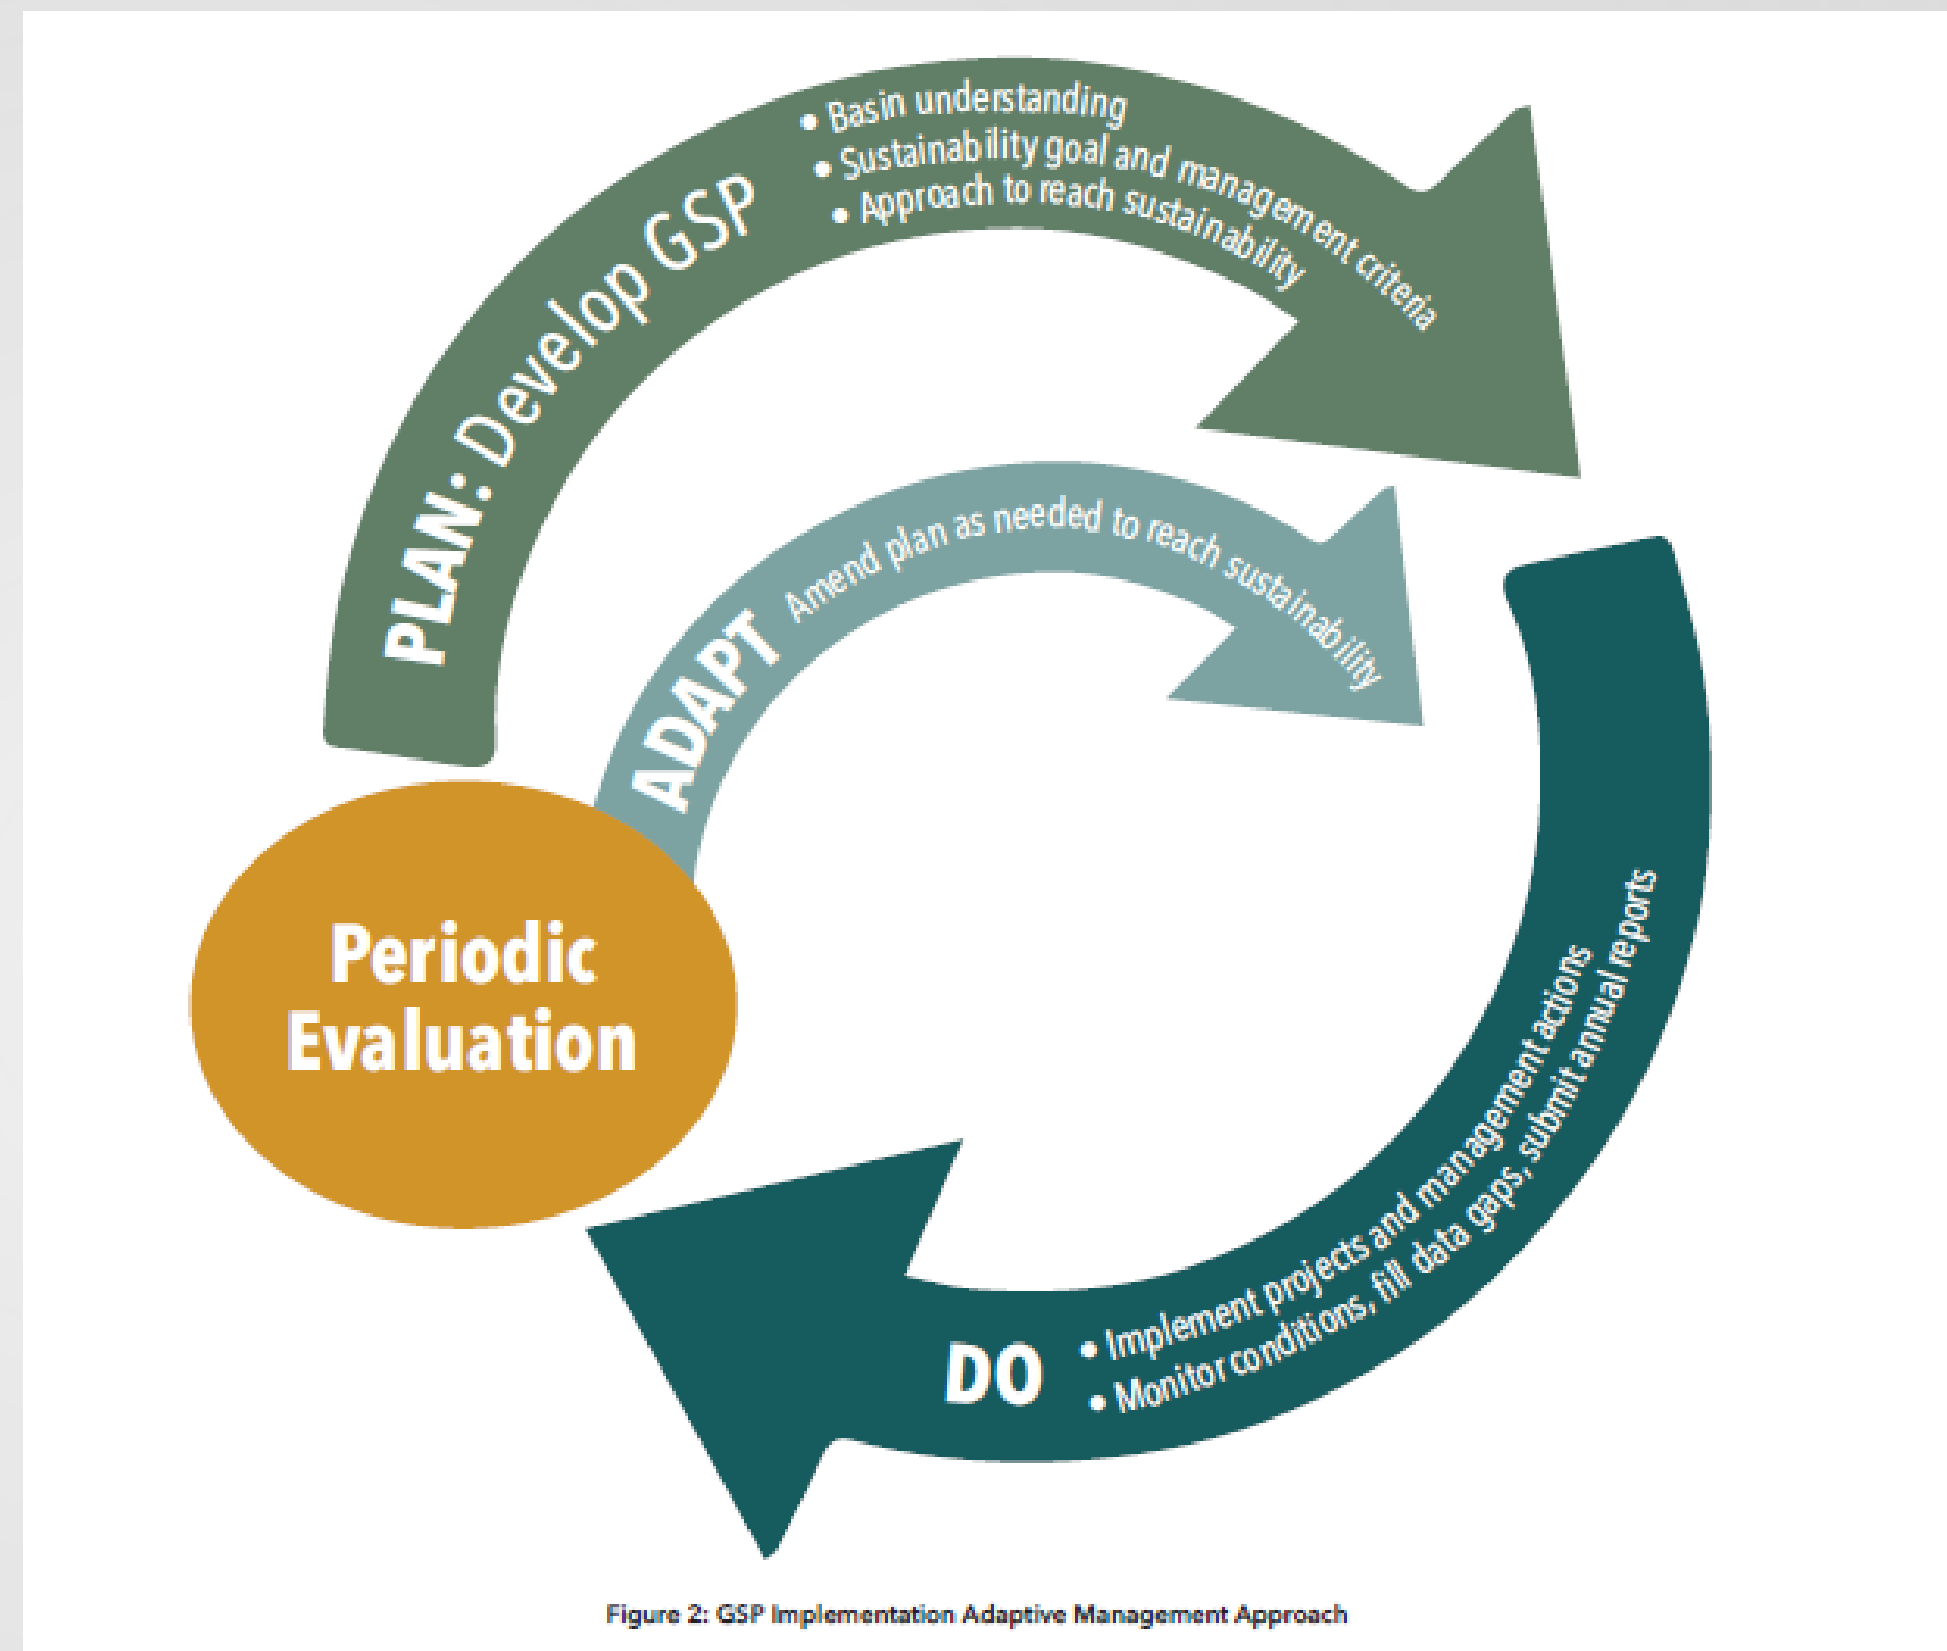 PLAN: Develop GSP
• Basin understanding
• Sustainability goal and management criteria
• Approach to reach sustainability
ADAPT Amend plan as needed to reach sustainability
Periodic
Evaluation
DO
• Implement projects and management actions
• Monitor conditions, fill data gaps, submit annual reports
Figure 2: GSP Implementation Adaptive Management Approach